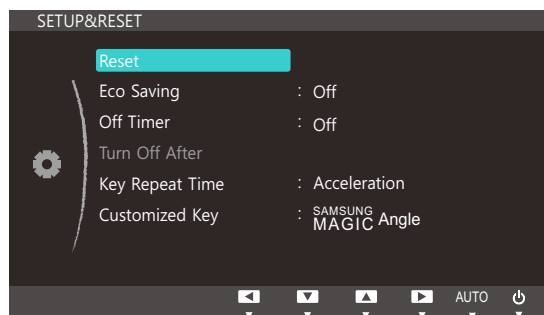 SETUP&RESET
Reset
Eco Saving : Off
Off Timer : Off
Turn Off After
Key Repeat Time : Acceleration
Customized Key : SAMSUNG MAGIC Angle
AUTO